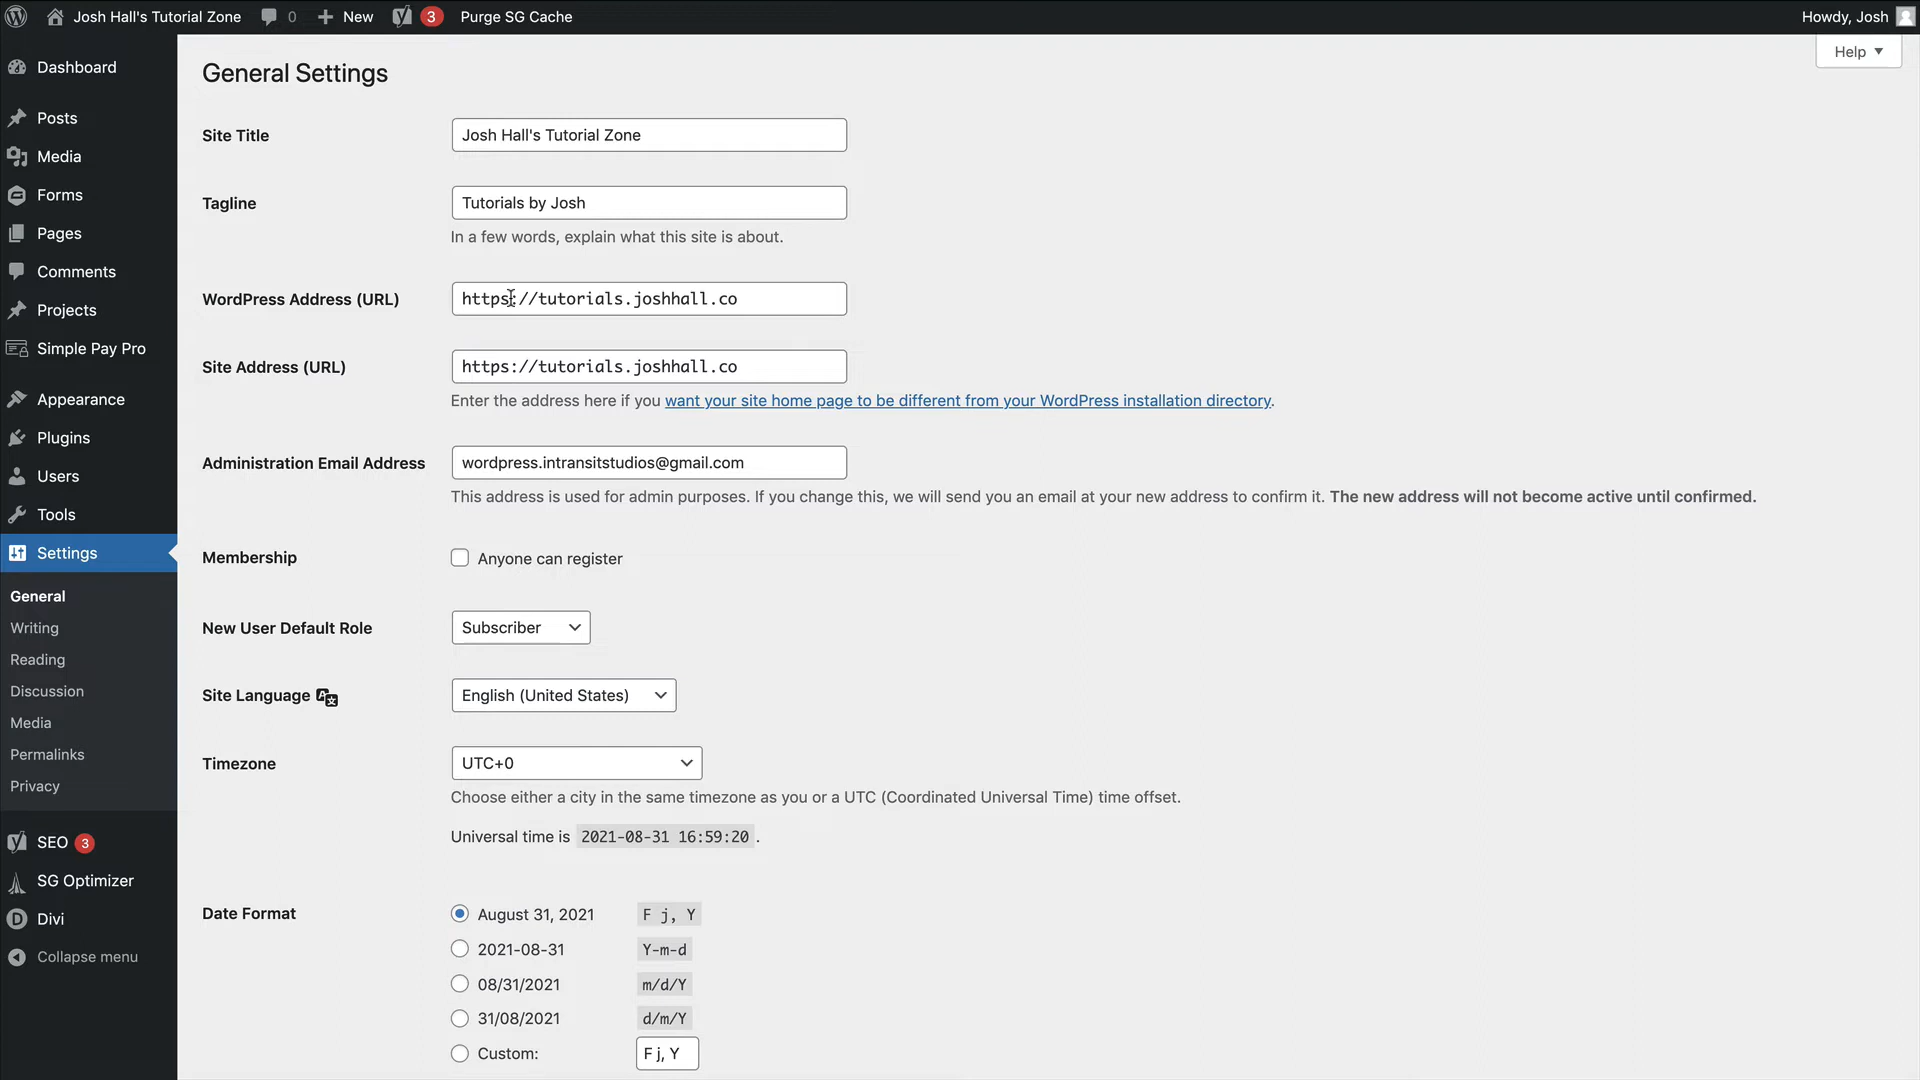 Josh Hall's Tutorial Zone 0 New 3 Purge SG Cache Howdy, Josh
Help
Dashboard
Posts
Media
Forms
Pages
Comments
Projects
Simple Pay Pro
Appearance
Plugins
Users
Tools
Settings
General
Writing
Reading
Discussion
Media
Permalinks
Privacy
SEO 3
SG Optimizer
Divi
Collapse menu
General Settings
Site Title Josh Hall's Tutorial Zone
Tagline Tutorials by Josh
In a few words, explain what this site is about.
WordPress Address (URL) https://tutorials.joshhall.co
Site Address (URL) https://tutorials.joshhall.co
Enter the address here if you want your site home page to be different from your WordPress installation directory.
Administration Email Address wordpress.intransitstudios@gmail.com
This address is used for admin purposes. If you change this, we will send you an email at your new address to confirm it. The new address will not become active until confirmed.
Membership Anyone can register
New User Default Role Subscriber
Site Language English (United States)
Timezone UTC+0
Choose either a city in the same timezone as you or a UTC (Coordinated Universal Time) time offset.
Universal time is 2021-08-31 16:59:20 .
Date Format August 31, 2021 F j, Y
2021-08-31 Y-m-d
08/31/2021 m/d/Y
31/08/2021 d/m/Y
Custom: F j, Y